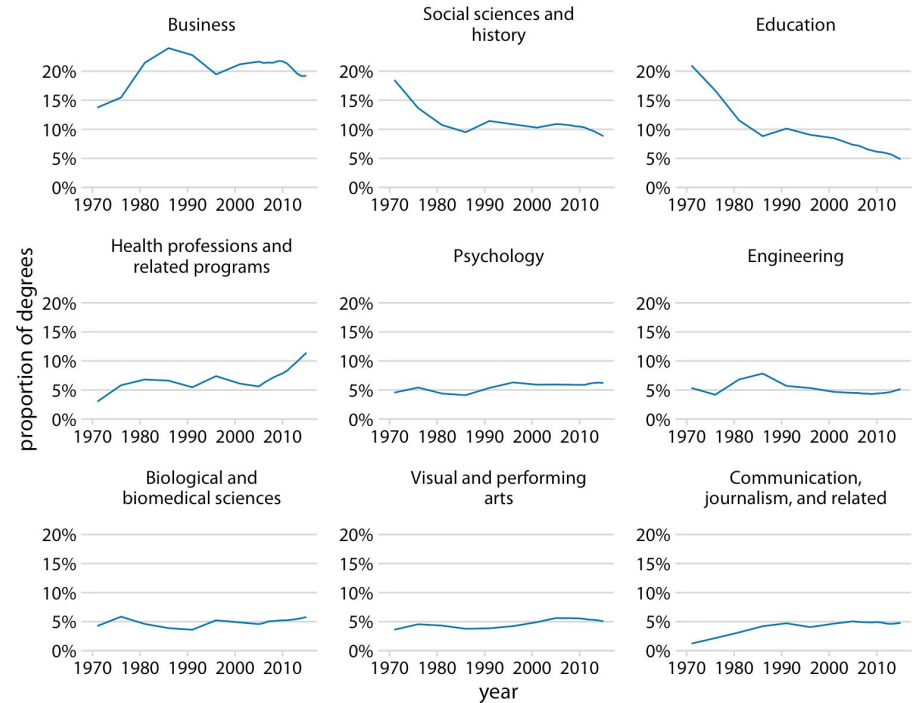 Business
Social sciences and
history
Education
20%
15%
10%
5%
0%
1970 1980 1990 2000 2010
20%
15%
10%
5%
0%
1970 1980 1990 2000 2010
20%
15%
10%
5%
0%
1970 1980 1990 2000 2010
proportion of degrees
Health professions and
related programs
Psychology
Engineering
20%
15%
10%
5%
0%
1970 1980 1990 2000 2010
20%
15%
10%
5%
0%
1970 1980 1990 2000 2010
20%
15%
10%
5%
0%
1970 1980 1990 2000 2010
Biological and
biomedical sciences
Visual and performing
arts
Communication,
journalism, and related
20%
15%
10%
5%
0%
1970 1980 1990 2000 2010
20%
15%
10%
5%
0%
1970 1980 1990 2000 2010
20%
15%
10%
5%
0%
1970 1980 1990 2000 2010
year